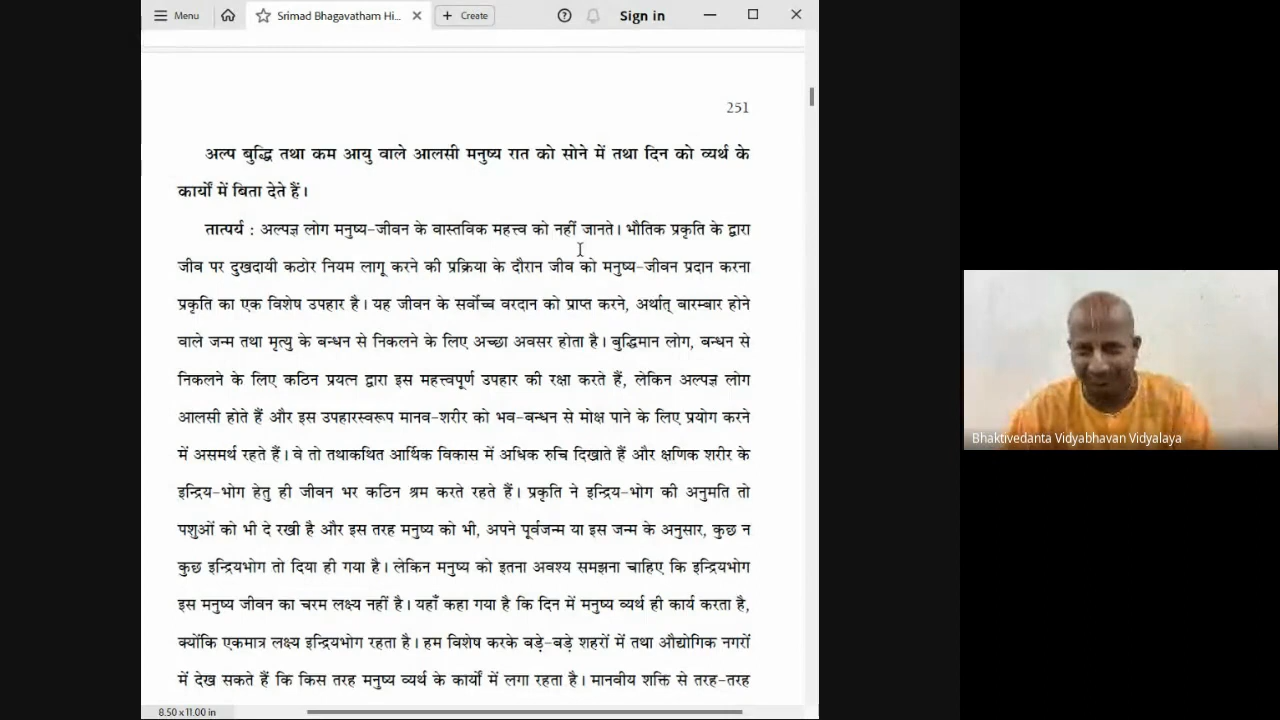 Menu
Srimad Bhagavatham Hi...
Create
Sign in
251
अल्प बुद्धि तथा कम आयु वाले आलसी मनुष्य रात को सोने में तथा दिन को व्यर्थ के
कार्यों में बिता देते हैं।
तात्पर्य : अल्पज्ञ लोग मनुष्य-जीवन के वास्तविक महत्त्व को नहीं जानते। भौतिक प्रकृति के द्वारा
जीव पर दुखदायी कठोर नियम लागू करने की प्रक्रिया के दौरान जीव को मनुष्य-जीवन प्रदान करना
प्रकृति का एक विशेष उपहार है। यह जीवन के सर्वोच्च वरदान को प्राप्त करने, अर्थात् बारम्बार होने
वाले जन्म तथा मृत्यु के बन्धन से निकलने के लिए अच्छा अवसर होता है। बुद्धिमान लोग, बन्धन से
निकलने के लिए कठिन प्रयत्न द्वारा इस महत्त्वपूर्ण उपहार की रक्षा करते हैं, लेकिन अल्पज्ञ लोग
आलसी होते हैं और इस उपहारस्वरूप मानव-शरीर को भव-बन्धन से मोक्ष पाने के लिए प्रयोग करने
में असमर्थ रहते हैं। वे तो तथाकथित आर्थिक विकास में अधिक रुचि दिखाते हैं और क्षणिक शरीर के
इन्द्रिय-भोग हेतु ही जीवन भर कठिन श्रम करते रहते हैं। प्रकृति ने इन्द्रिय-भोग की अनुमति तो
पशुओं को भी दे रखी है और इस तरह मनुष्य को भी, अपने पूर्वजन्म या इस जन्म के अनुसार, कुछ न
कुछ इन्द्रियभोग तो दिया ही गया है। लेकिन मनुष्य को इतना अवश्य समझना चाहिए कि इन्द्रियभोग
इस मनुष्य जीवन का चरम लक्ष्य नहीं है। यहाँ कहा गया है कि दिन में मनुष्य व्यर्थ ही कार्य करता है,
क्योंकि एकमात्र लक्ष्य इन्द्रियभोग रहता है। हम विशेष करके बड़े-बड़े शहरों में तथा औद्योगिक नगरों
में देख सकते हैं कि किस तरह मनुष्य व्यर्थ के कार्यों में लगा रहता है। मानवीय शक्ति से तरह-तरह
8.50 x 11.00 in
Bhaktivedanta Vidyabhavan Vidyalaya